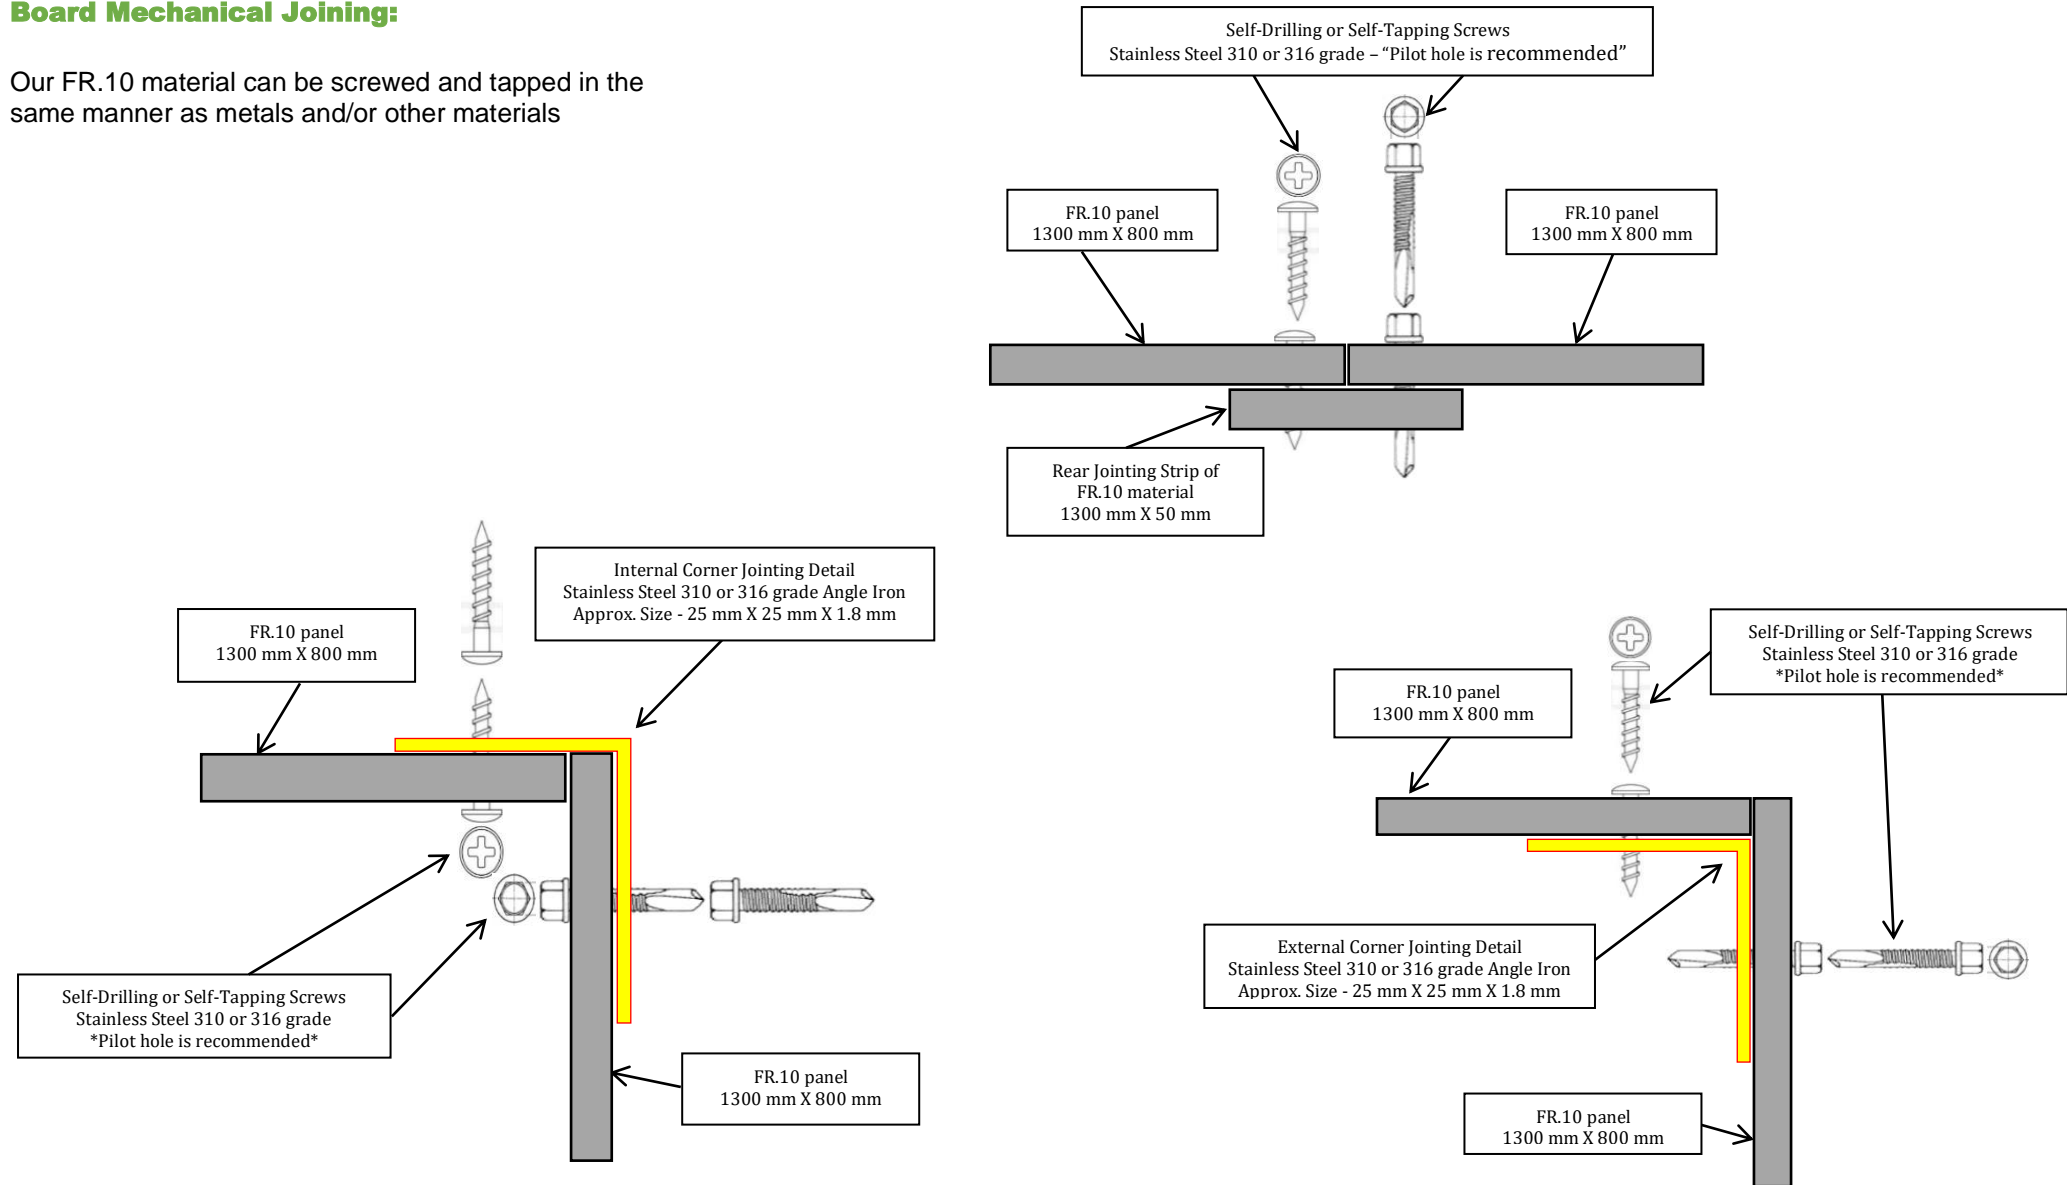 Board Mechanical Joining:
Our FR.10 material can be screwed and tapped in the
same manner as metals and/or other materials
Self-Drilling or Self-Tapping Screws
Stainless Steel 310 or 316 grade – “Pilot hole is recommended”
FR.10 panel
1300 mm X 800 mm
FR.10 panel
1300 mm X 800 mm
Rear Jointing Strip of
FR.10 material
1300 mm X 50 mm
Internal Corner Jointing Detail
Stainless Steel 310 or 316 grade Angle Iron
Approx. Size - 25 mm X 25 mm X 1.8 mm
FR.10 panel
1300 mm X 800 mm
Self-Drilling or Self-Tapping Screws
Stainless Steel 310 or 316 grade
*Pilot hole is recommended*
FR.10 panel
1300 mm X 800 mm
Self-Drilling or Self-Tapping Screws
Stainless Steel 310 or 316 grade
*Pilot hole is recommended*
FR.10 panel
1300 mm X 800 mm
External Corner Jointing Detail
Stainless Steel 310 or 316 grade Angle Iron
Approx. Size - 25 mm X 25 mm X 1.8 mm
FR.10 panel
1300 mm X 800 mm